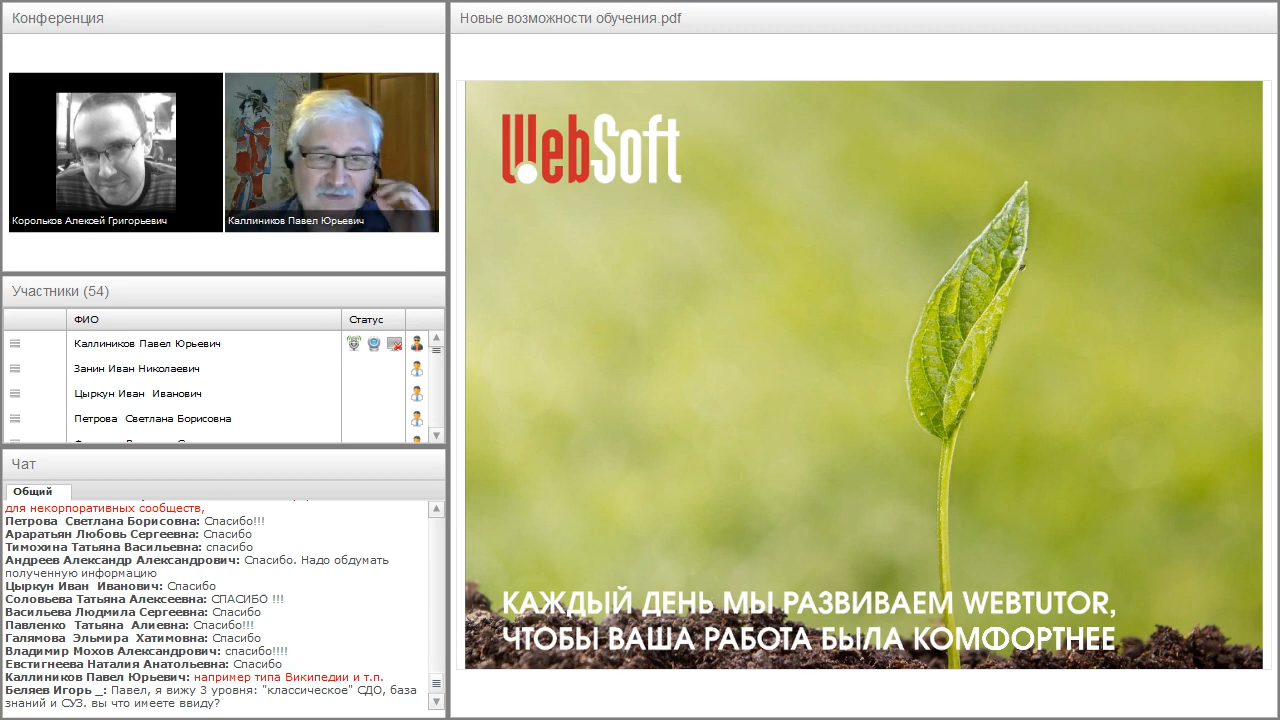 Конференция
Корольков Алексей Григорьевич
Каллиников Павел Юрьевич
Участники (54)
ФИО
Статус
Каллиников Павел Юрьевич
Занин Иван Николаевич
Цыркун Иван Иванович
Петрова Светлана Борисовна
Чат
Общий
для некорпоративных сообществ,
Петрова Светлана Борисовна: Спасибо!!!
Араратьян Любовь Сергеевна: Спасибо
Тимохина Татьяна Васильевна: спасибо
Андреев Александр Александрович: Спасибо. Надо обдумать
полученную информацию
Цыркун Иван Иванович: Спасибо
Соловьева Татьяна Алексеевна: СПАСИБО !!!
Васильева Людмила Сергеевна: Спасибо
Павленко Татьяна Алиевна: Спасибо!!!
Галямова Эльмира Хатимовна: Спасибо
Владимир Мохов Александрович: спасибо!!!!
Евстигнеева Наталия Анатольевна: Спасибо
Каллиников Павел Юрьевич: например типа Википедии и т.п.
Беляев Игорь _: Павел, я вижу 3 уровня: "классическое" СДО, база
знаний и СУЗ. вы что имеете ввиду?
Новые возможности обучения.pdf
WebSoft
КАЖДЫЙ ДЕНЬ МЫ РАЗВИВАЕМ WEBTUTOR,
ЧТОБЫ ВАША РАБОТА БЫЛА КОМФОРТНЕЕ